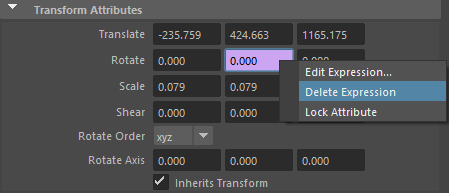 Transform Attributes
Translate -235.759 424.663 1165.175
Rotate 0.000 0.000 0.000
Edit Expression...
Scale 0.079 0.079
Delete Expression
Shear 0.000 0.000
Lock Attribute
Rotate Order xyz
Rotate Axis 0.000 0.000 0.000
Inherits Transform